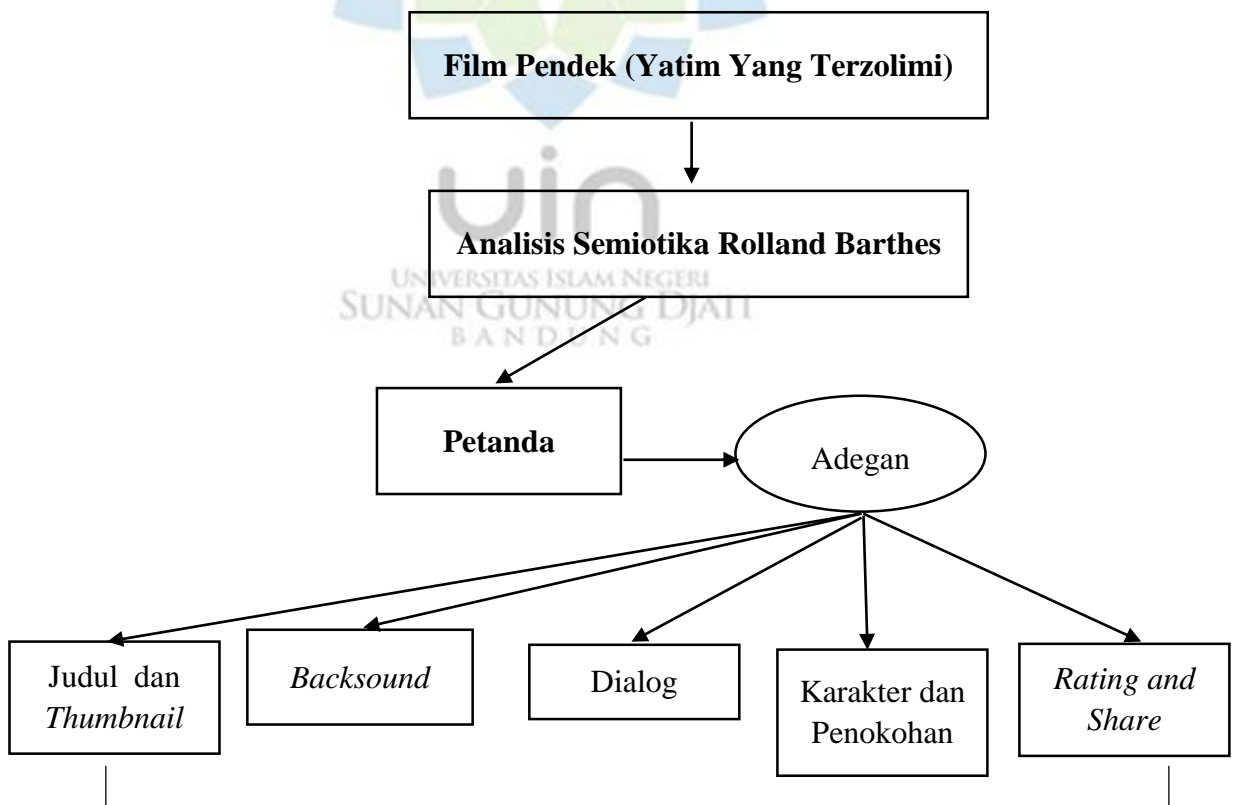 Film Pendek (Yatim Yang Terzolimi)
uin
Analisis Semiotika Rolland Barthes
UNIVERSITAS ISLAM NEGERI
SUNAN GUNUNG DJATI
BANDUNG
Petanda
Adegan
Judul dan
Thumbnail
Backsound
Dialog
Karakter dan
Penokohan
Rating and
Share